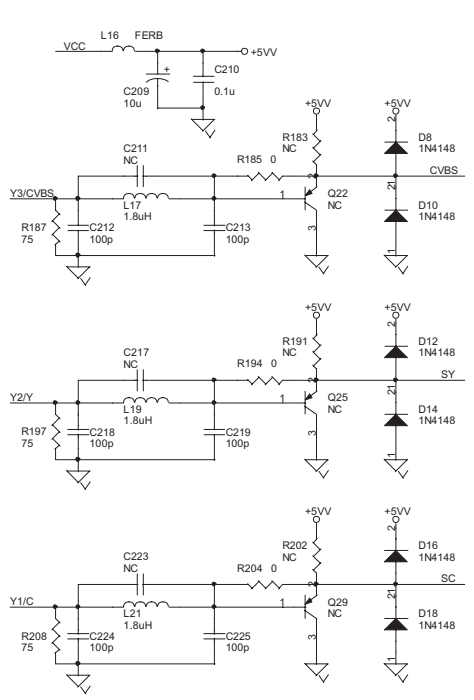 L16 FERB
VCC
+5VV
C209
10u
+
C210
0.1u
+5VV
+5VV
C211
NC
R183
NC
2
D8
1N4148
R185 0
2
CVBS
Y3/CVBS
L17
1.8uH
1
Q22
NC
21
D10
1N4148
R187
75
C212
100p
C213
100p
3
1
+5VV
+5VV
C217
NC
R191
NC
2
D12
1N4148
R194 0
2
SY
Y2/Y
L19
1.8uH
1
Q25
NC
21
D14
1N4148
R197
75
C218
100p
C219
100p
3
1
+5VV
+5VV
C223
NC
R202
NC
2
D16
1N4148
R204 0
2
SC
Y1/C
L21
1.8uH
1
Q29
NC
21
D18
1N4148
R208
75
C224
100p
C225
100p
3
1